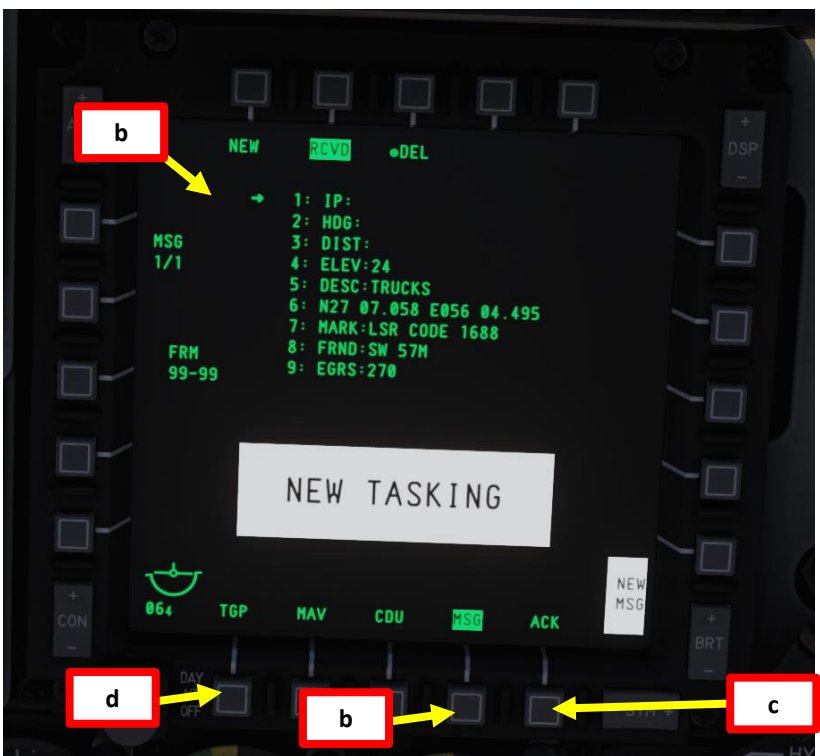 b
DSP
NEW RCVD DEL
→ 1: IP:
2: HDG:
MSG 3: DIST:
1/1 4: ELEV:24
5: DESC:TRUCKS
6: N27 07.058 E056 04.495
7: MARK:LSR CODE 1688
FRM 8: FRND:SW 57M
99-99 9: EGRS:270
NEW TASKING
NEW
MSG
CON
064 TGP MAV CDU MSG ACK
BRT
DAY
OFF
d b c
HY